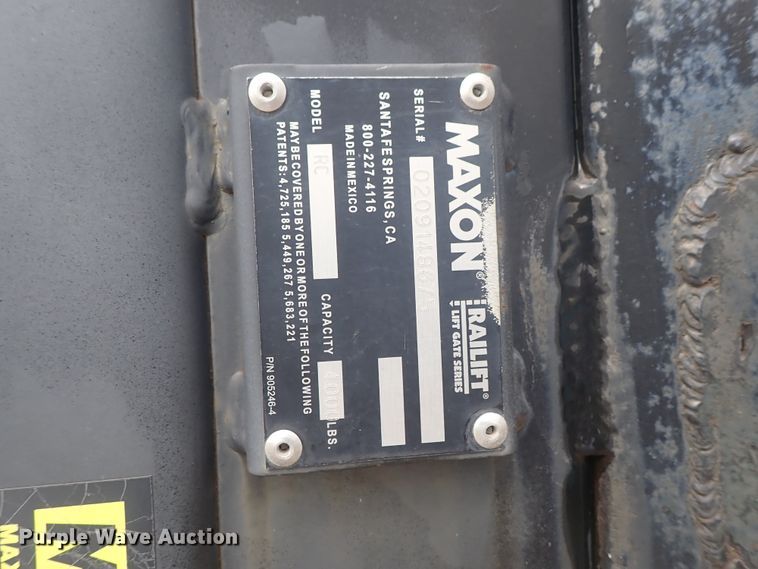 MAXON® RAILIFT®
LIFT GATE SERIES
SERIAL#
SANTA FE SPRINGS, CA
800-227-4116
MADE IN MEXICO
MODEL RC CAPACITY LBS.
MAY BE COVERED BY ONE OR MORE OF THE FOLLOWING
PATENTS: 4,725,185 5,449,267 5,683,221
P/N 905246-4
MAX
Purple Wave Auction